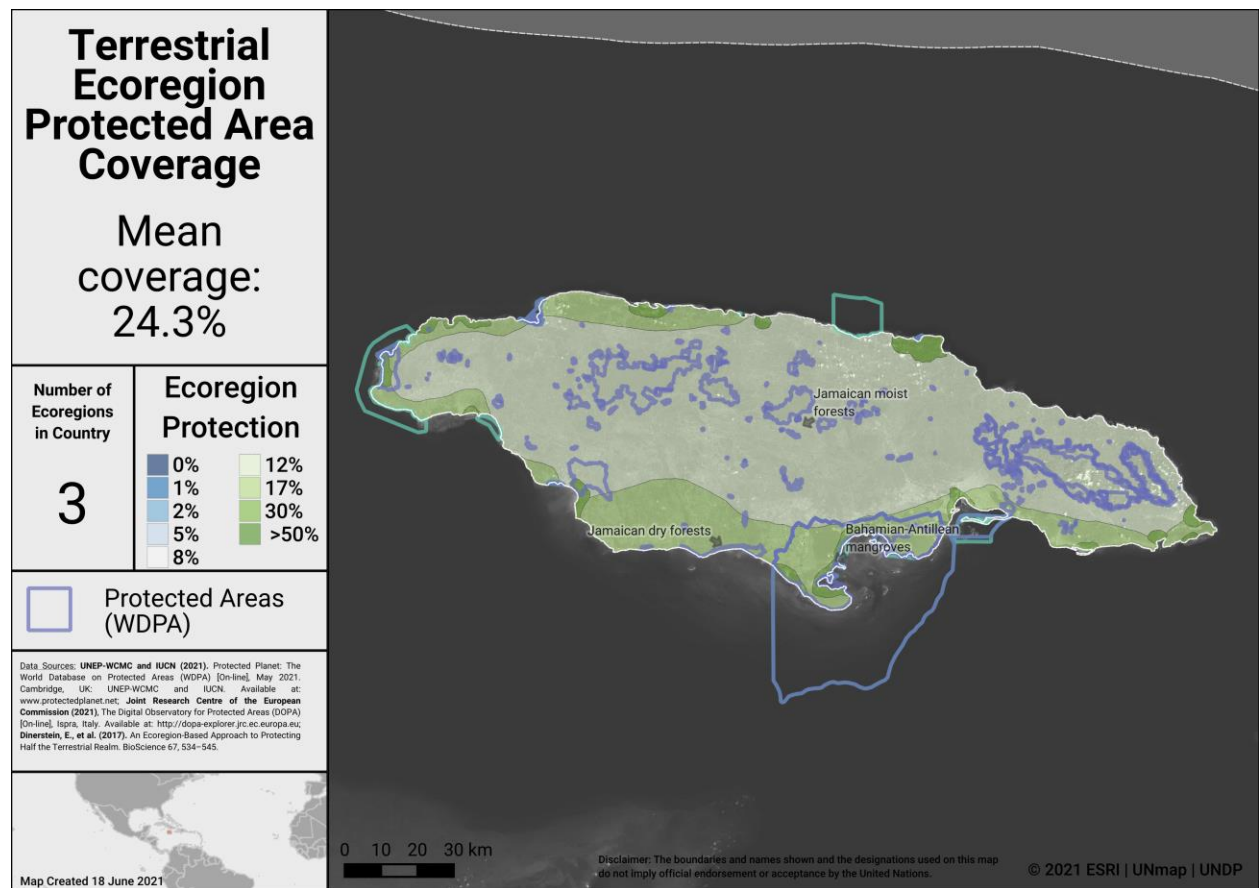 Terrestrial
Ecoregion
Protected Area
Coverage
Mean
coverage:
24.3%
Number of
Ecoregions
in Country
3
Ecoregion
Protection
0%
1%
2%
5%
8%
12%
17%
30%
>50%
Protected Areas
(WDPA)
Data Sources: UNEP-WCMC and IUCN (2021). Protected Planet: The
World Database on Protected Areas (WDPA) [On-line], May 2021.
Cambridge, UK: UNEP-WCMC and IUCN. Available at:
www.protectedplanet.net; Joint Research Centre of the European
Commission (2021), The Digital Observatory for Protected Areas (DOPA)
[On-line], Ispra, Italy. Available at: http://dopa-explorer.jrc.ec.europa.eu;
Dinerstein, E., et al. (2017). An Ecoregion-Based Approach to Protecting
Half the Terrestrial Realm. BioScience 67, 534–545.
Map Created 18 June 2021
Jamaican moist
forests
Jamaican dry forests
Bahamian-Antillean
mangroves
0 10 20 30 km
Disclaimer: The boundaries and names shown and the designations used on this map
do not imply official endorsement or acceptance by the United Nations.
© 2021 ESRI | UNmap | UNDP